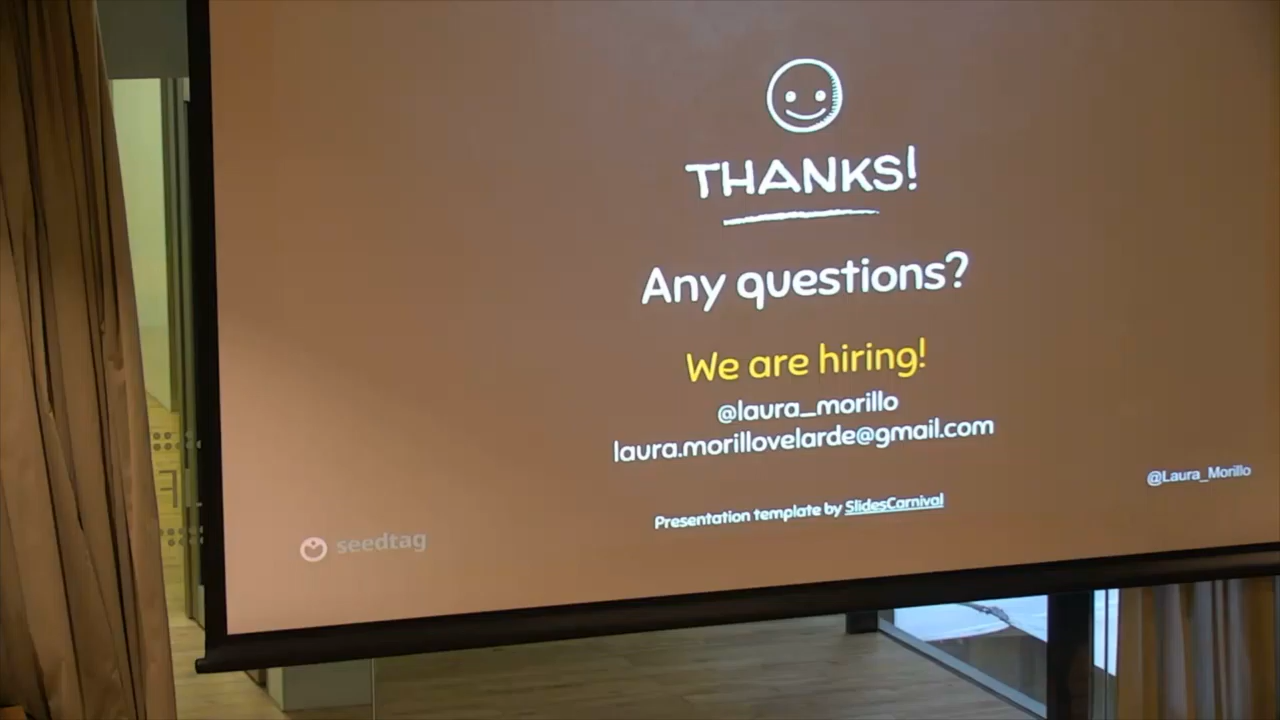 THANKS!
Any questions?
We are hiring!
@laura_morillo
laura.morillovelarde@gmail.com
@Laura_Morillo
Presentation template by SlidesCarnival
seedtag